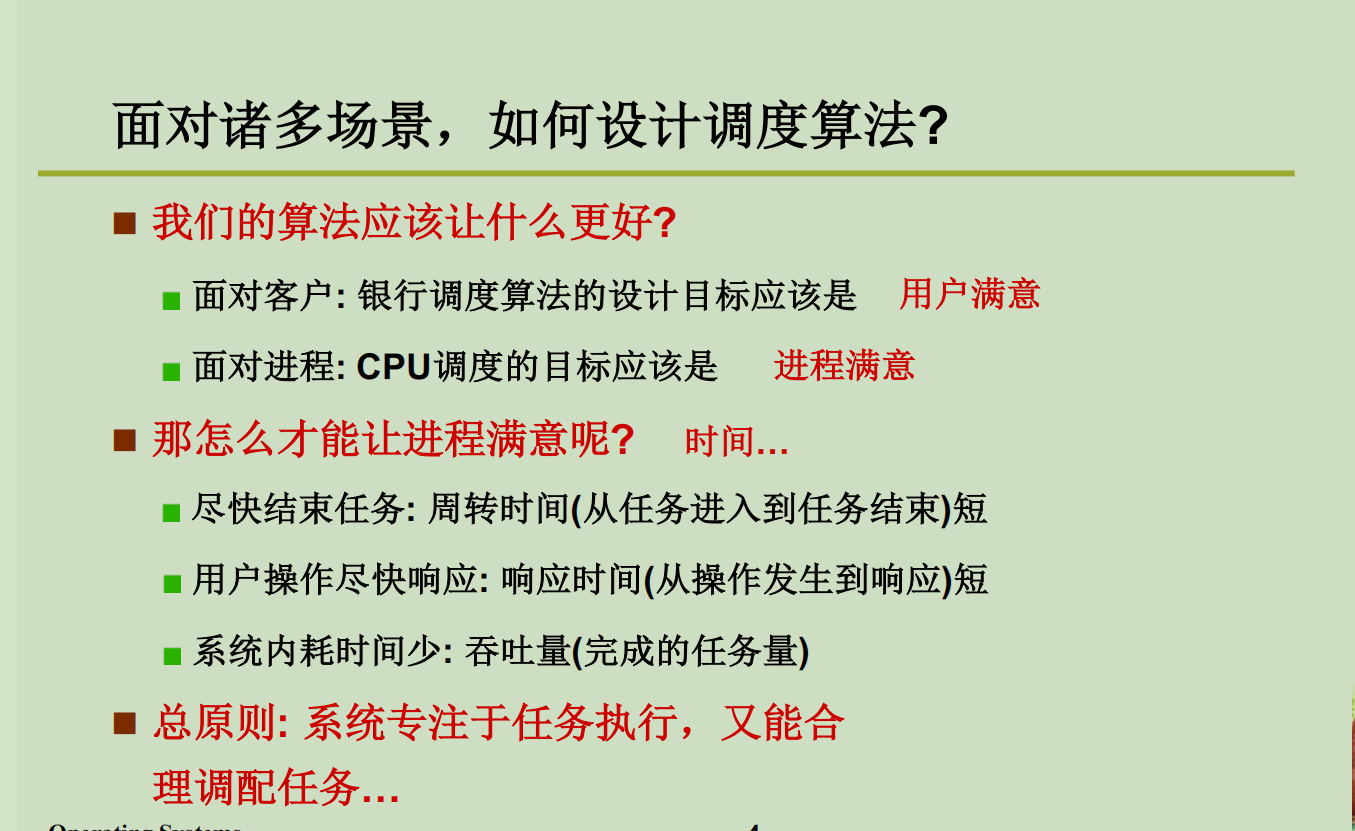 面对诸多场景，如何设计调度算法?
我们的算法应该让什么更好?
面对客户: 银行调度算法的设计目标应该是 用户满意
面对进程: CPU调度的目标应该是 进程满意
那怎么才能让进程满意呢? 时间…
尽快结束任务: 周转时间(从任务进入到任务结束)短
用户操作尽快响应: 响应时间(从操作发生到响应)短
系统内耗时间少: 吞吐量(完成的任务量)
总原则: 系统专注于任务执行，又能合
理调配任务…
Operating Systems 4